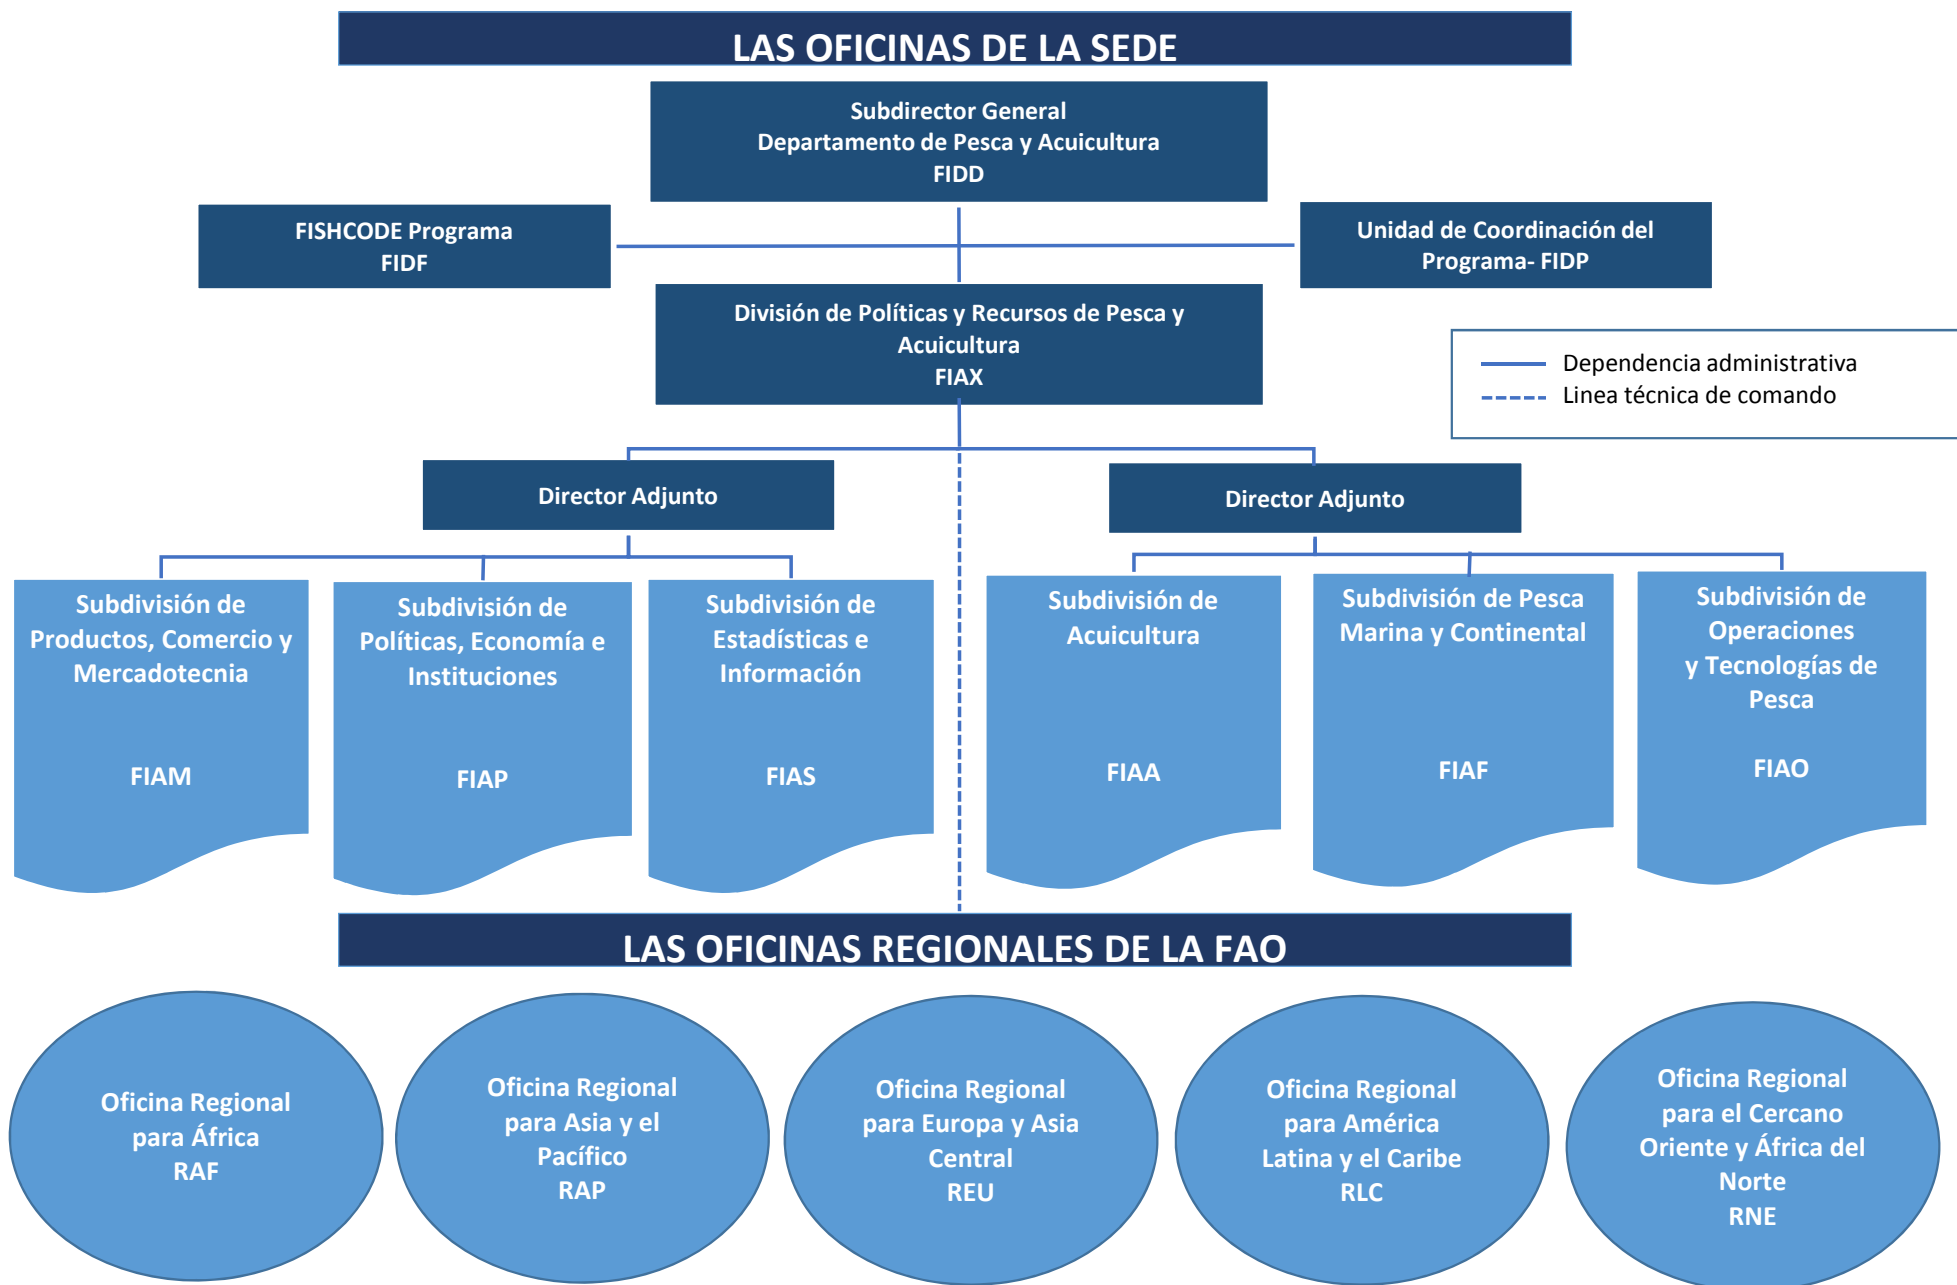 LAS OFICINAS DE LA SEDE
Subdirector General
Departamento de Pesca y Acuicultura
FIDD
FISHCODE Programa
FIDF
Unidad de Coordinación del
Programa- FIDP
División de Políticas y Recursos de Pesca y
Acuicultura
FIAX
Dependencia administrativa
Linea técnica de comando
Director Adjunto
Director Adjunto
Subdivisión de
Productos, Comercio y
Mercadotecnia
FIAM
Subdivisión de
Políticas, Economía e
Instituciones
FIAP
Subdivisión de
Estadísticas e
Información
FIAS
Subdivisión de
Acuicultura
FIAA
Subdivisión de Pesca
Marina y Continental
FIAF
Subdivisión de
Operaciones
y Tecnologías de
Pesca
FIAO
LAS OFICINAS REGIONALES DE LA FAO
Oficina Regional
para África
RAF
Oficina Regional
para Asia y el
Pacífico
RAP
Oficina Regional
para Europa y Asia
Central
REU
Oficina Regional
para América
Latina y el Caribe
RLC
Oficina Regional
para el Cercano
Oriente y África del
Norte
RNE